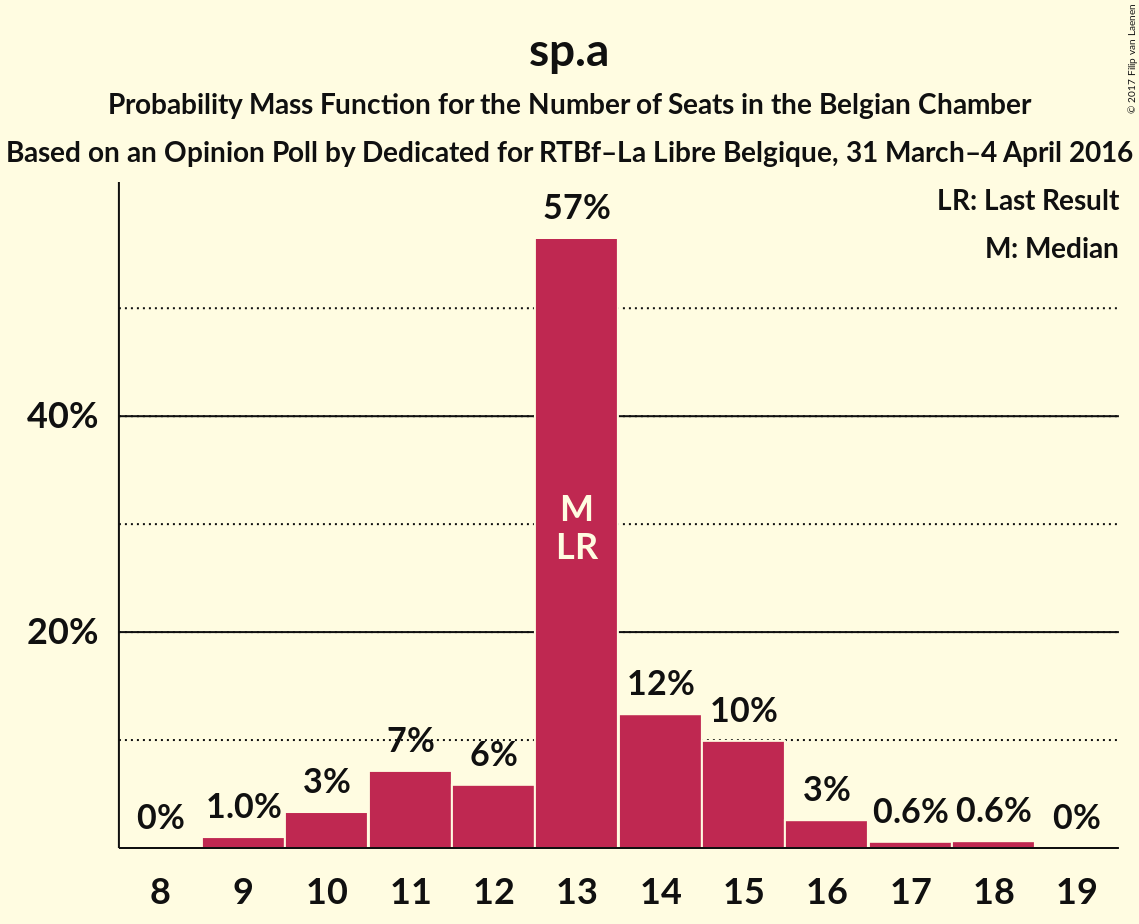 sp.a
Probability Mass Function for the Number of Seats in the Belgian Chamber
Based on an Opinion Poll by Dedicated for RTBf–La Libre Belgique, 31 March–4 April 2016
© 2017 Filip van Laenen
LR: Last Result
M: Median
57%
40%
M
LR
20%
12%
10%
7%
6%
3%
3%
1.0%
0.6%
0.6%
0%
0%
8 9 10 11 12 13 14 15 16 17 18 19